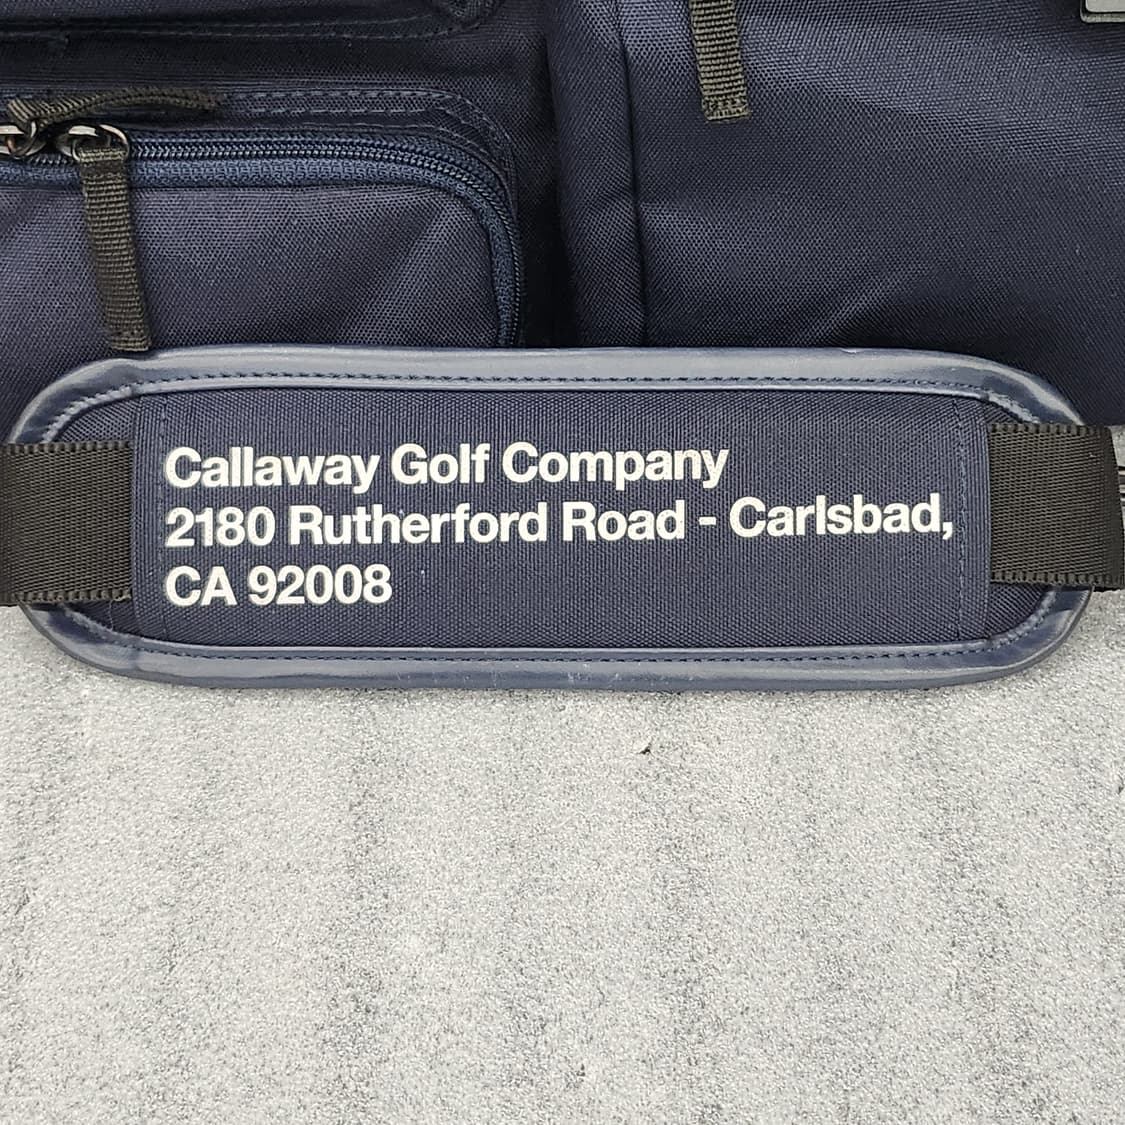 Callaway Golf Company
2180 Rutherford Road - Carlsbad,
CA 92008